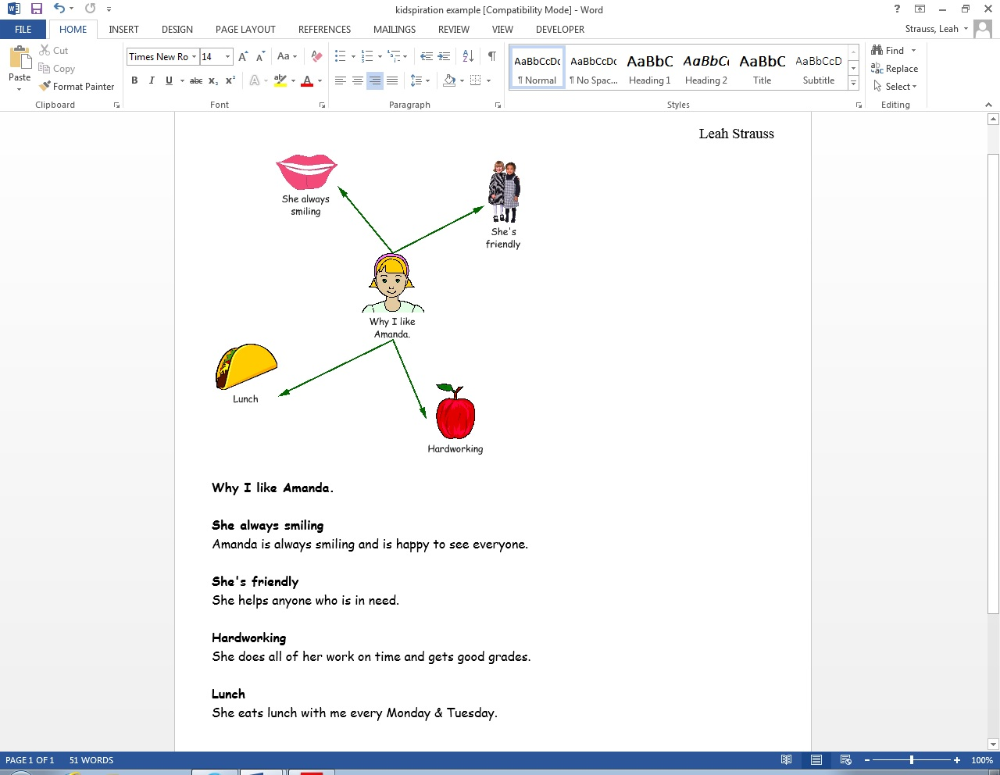 kidspiration example [Compatibility Mode] - Word
FILE HOME INSERT DESIGN PAGE LAYOUT REFERENCES MAILINGS REVIEW VIEW DEVELOPER
Strauss, Leah
Paste
Cut
Copy
Format Painter
Clipboard
Times New Ro 14
Font
Paragraph
AaBbCcDc AaBbCcDc AaBbC AaBbCc AaBbC AaBbCcD
¶ Normal ¶ No Spac... Heading 1 Heading 2 Title Subtitle
Styles
Find
Replace
Select
Editing
Leah Strauss
She always
smiling
She's
friendly
Why I like
Amanda.
Lunch
Hardworking
Why I like Amanda.
She always smiling
Amanda is always smiling and is happy to see everyone.
She's friendly
She helps anyone who is in need.
Hardworking
She does all of her work on time and gets good grades.
Lunch
She eats lunch with me every Monday & Tuesday.
PAGE 1 OF 1 51 WORDS
100%